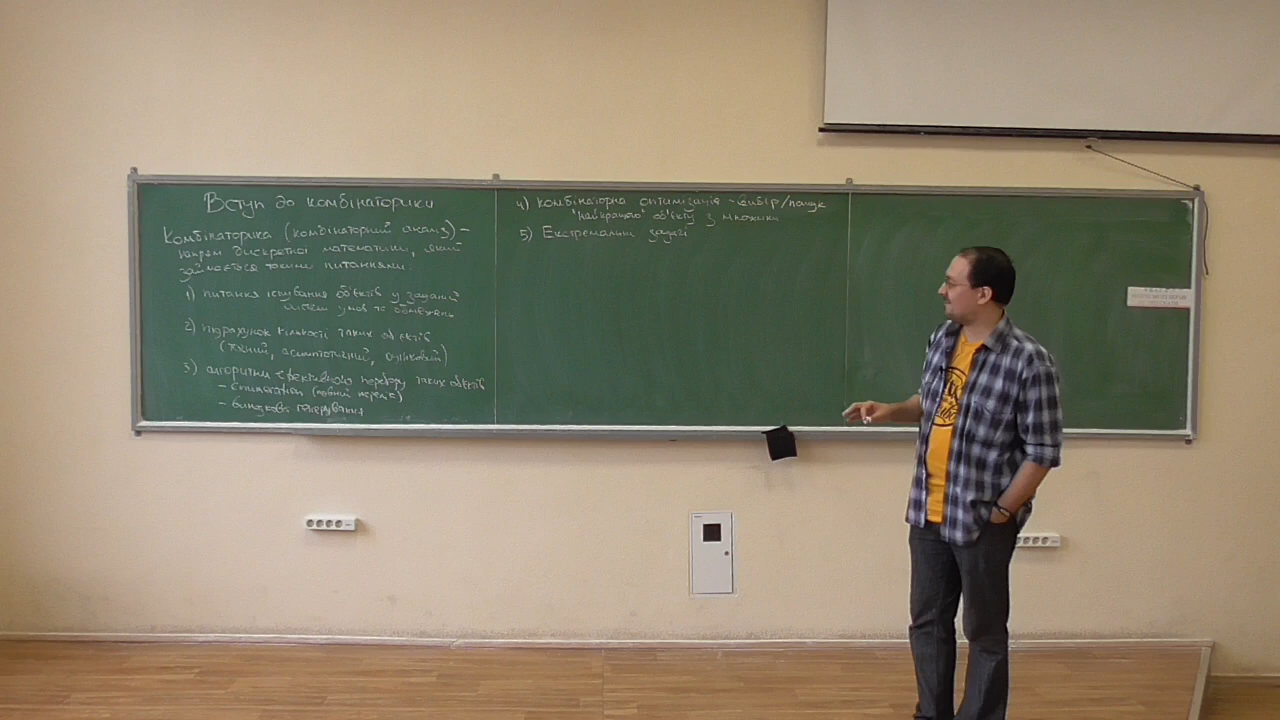 Вступ до комбінаторики
Комбінаторика (комбінаторний аналіз) –
напрям дискретної математики, який
займається такими питаннями:
1) питання існування об'єктів у заданій
системі умов та обмежень
2) підрахунок кількості таких об'єктів
(точний, асимптотичний, оцінковий)
3) алгоритми ефективного перебору таких об'єктів
– enumeration (повний перелік)
– випадкове генерування
4) комбінаторна оптимізація – вибір/пошук
"найкращого" об'єкту з множини
5) Екстремальні задачі